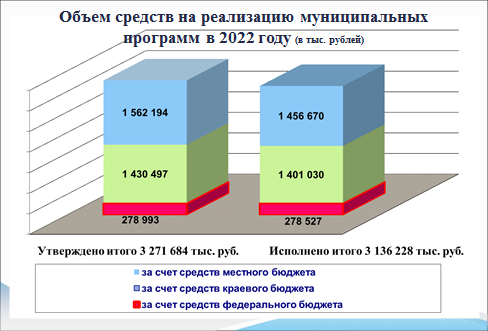 Объем средств на реализацию муниципальных
программ в 2022 году (в тыс. рублей)
1 562 194
1 456 670
1 430 497
1 401 030
278 993
278 527
Утверждено итого 3 271 684 тыс. руб.
Исполнено итого 3 136 228 тыс. руб.
за счет средств местного бюджета
за счет средств краевого бюджета
за счет средств федерального бюджета